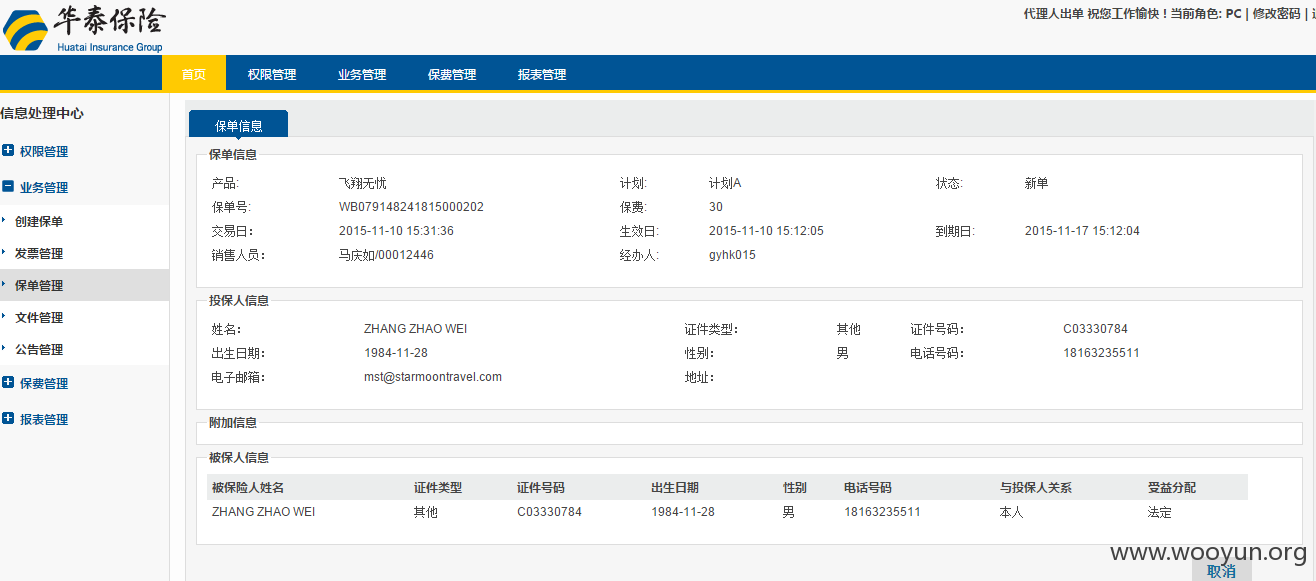 华泰保险
Huatai Insurance Group
代理人出单 祝您工作愉快！当前角色: PC | 修改密码 |
首页 权限管理 业务管理 保费管理 报表管理
信息处理中心
权限管理
业务管理
创建保单
发票管理
保单管理
文件管理
公告管理
保费管理
报表管理
保单信息
保单信息
产品: 飞翔无忧 计划: 计划A 状态: 新单
保单号: WB079148241815000202 保费: 30
交易日: 2015-11-10 15:31:36 生效日: 2015-11-10 15:12:05 到期日: 2015-11-17 15:12:04
销售人员: 马庆如/00012446 经办人: gyhk015
投保人信息
姓名: ZHANG ZHAO WEI 证件类型: 其他 证件号码: C03330784
出生日期: 1984-11-28 性别: 男 电话号码: 18163235511
电子邮箱: mst@starmoontravel.com 地址:
附加信息
被保人信息
被保险人姓名 证件类型 证件号码 出生日期 性别 电话号码 与投保人关系 受益分配
ZHANG ZHAO WEI 其他 C03330784 1984-11-28 男 18163235511 本人 法定
www.wooyun.org
取消